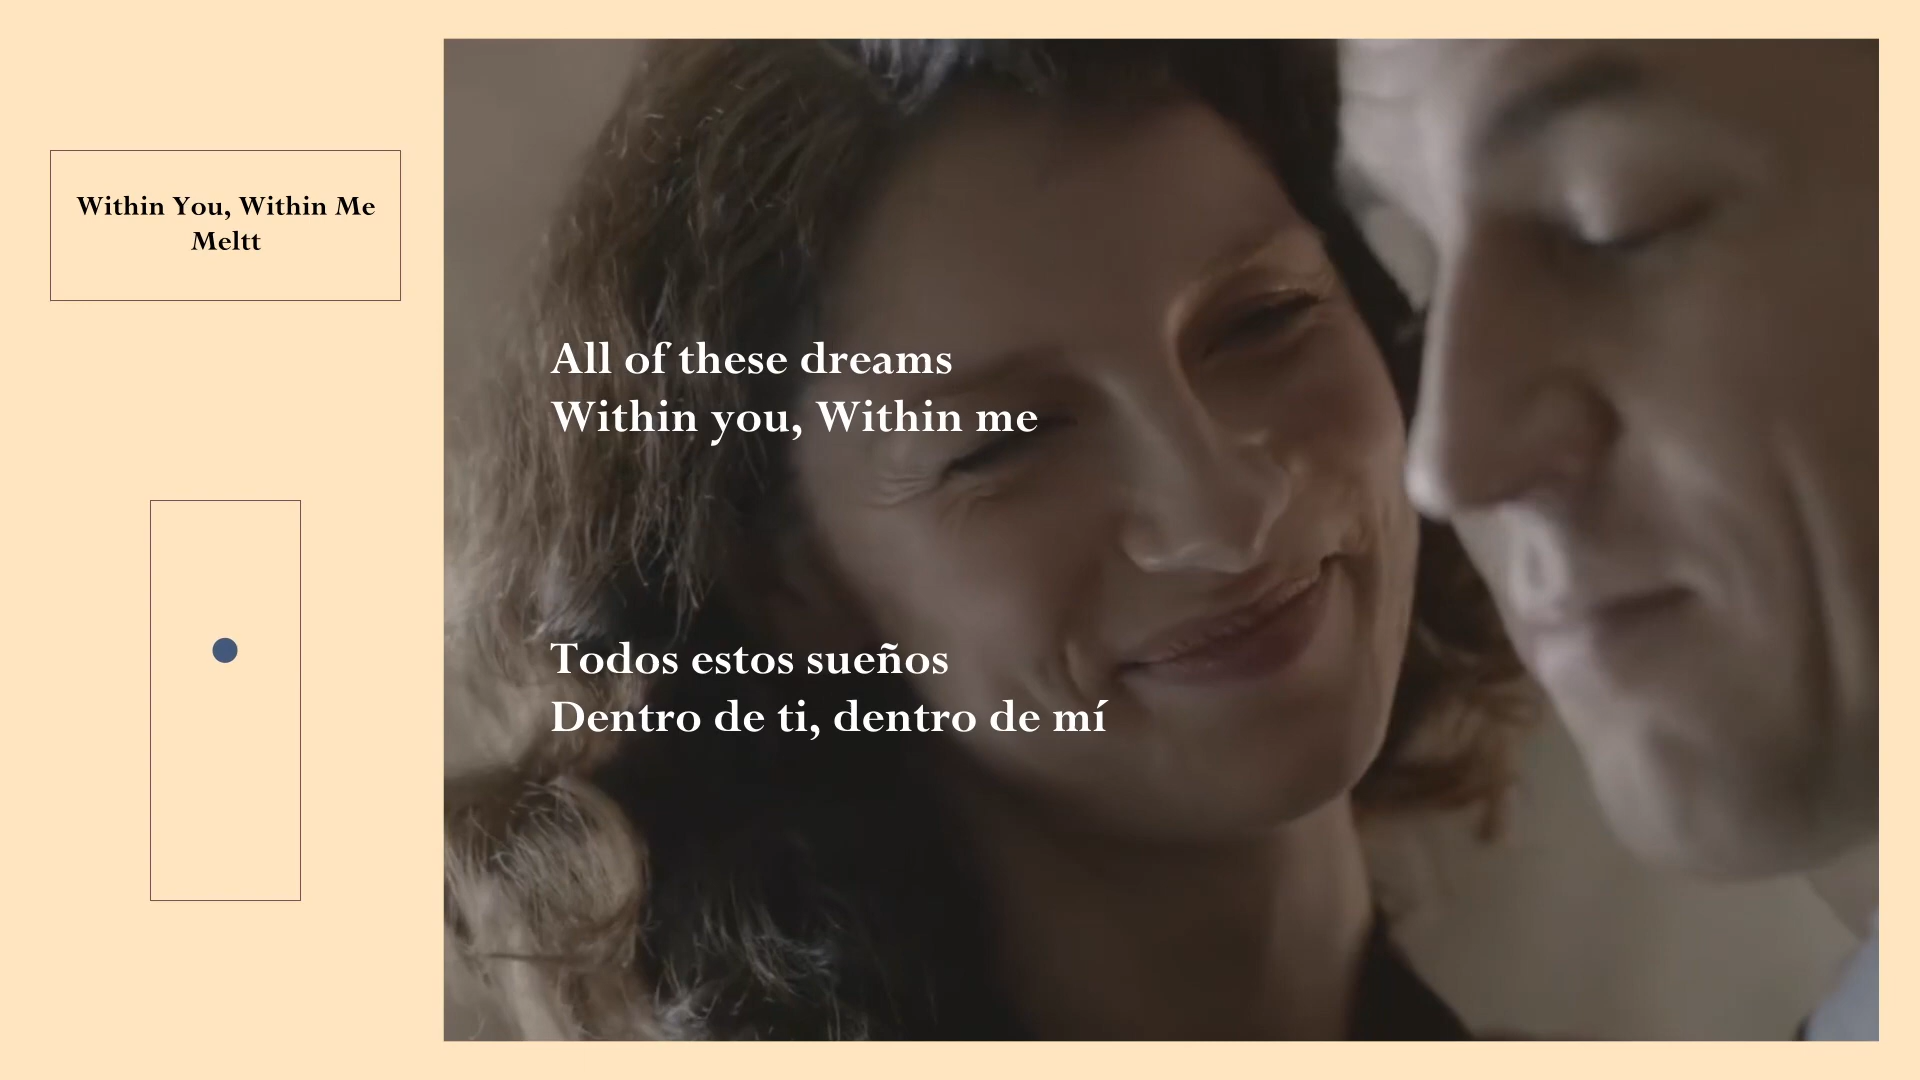 Within You, Within Me
Meltt
All of these dreams
Within you, Within me
Todos estos sueños
Dentro de ti, dentro de mí